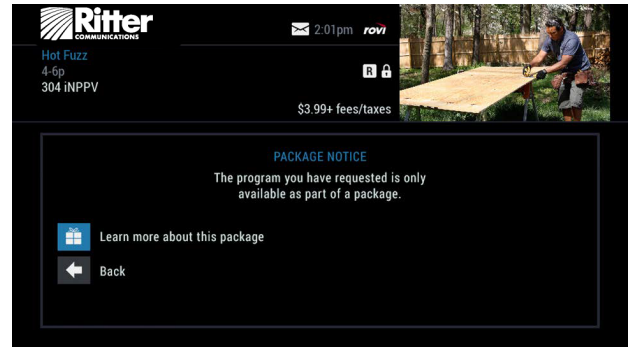 Ritter
COMMUNICATIONS
2:01pm rovi
Hot Fuzz
4-6p
R
304 iNPPV
$3.99+ fees/taxes
PACKAGE NOTICE
The program you have requested is only
available as part of a package.
Learn more about this package
Back